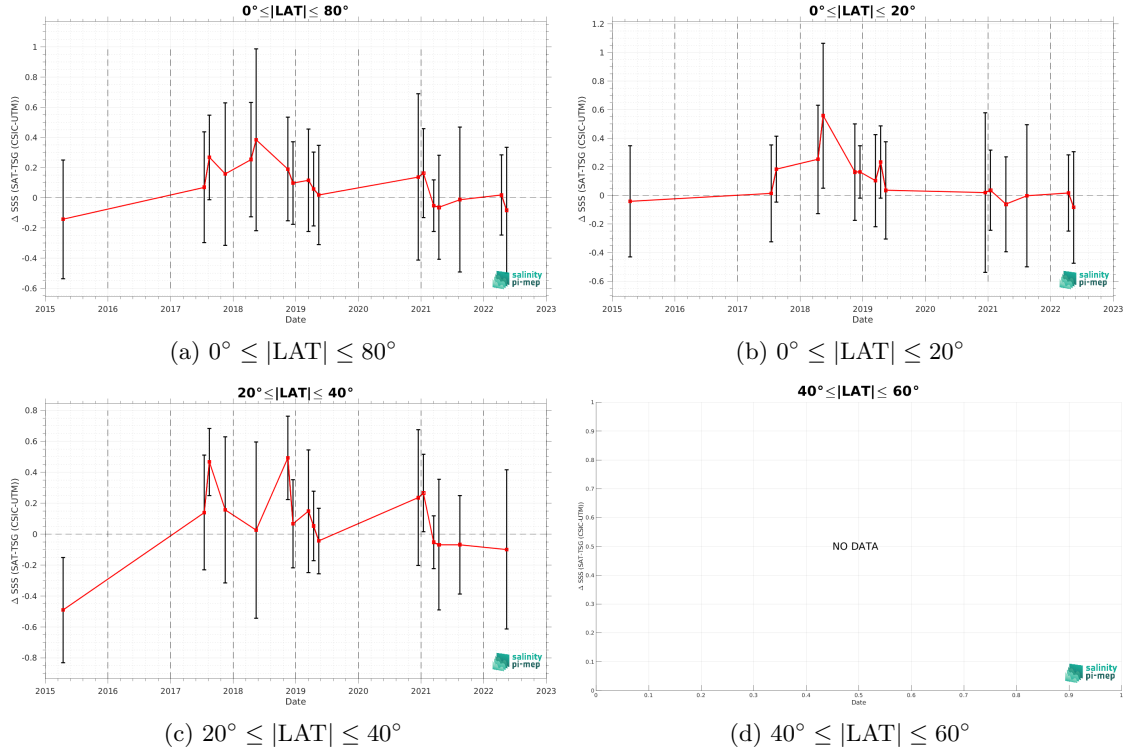 0°≤|LAT|≤ 80°
Δ SSS (SAT-TSG (CSIC-UTM))
1
0.8
0.6
0.4
0.2
0
-0.2
-0.4
-0.6
2015 2016 2017 2018 2019 2020 2021 2022 2023
Date
salinity
pi-mep
(a) 0° ≤ |LAT| ≤ 80°
0°≤|LAT|≤ 20°
Δ SSS (SAT-TSG (CSIC-UTM))
1.2
1
0.8
0.6
0.4
0.2
0
-0.2
-0.4
-0.6
2015 2016 2017 2018 2019 2020 2021 2022 2023
Date
salinity
pi-mep
(b) 0° ≤ |LAT| ≤ 20°
20°≤|LAT|≤ 40°
Δ SSS (SAT-TSG (CSIC-UTM))
0.8
0.6
0.4
0.2
0
-0.2
-0.4
-0.6
-0.8
2015 2016 2017 2018 2019 2020 2021 2022 2023
Date
salinity
pi-mep
(c) 20° ≤ |LAT| ≤ 40°
40°≤|LAT|≤ 60°
Δ SSS (SAT-TSG (CSIC-UTM))
1
0.9
0.8
0.7
0.6
0.5
0.4
0.3
0.2
0.1
0
NO DATA
0 0.1 0.2 0.3 0.4 0.5 0.6 0.7 0.8 0.9 1
Date
salinity
pi-mep
(d) 40° ≤ |LAT| ≤ 60°